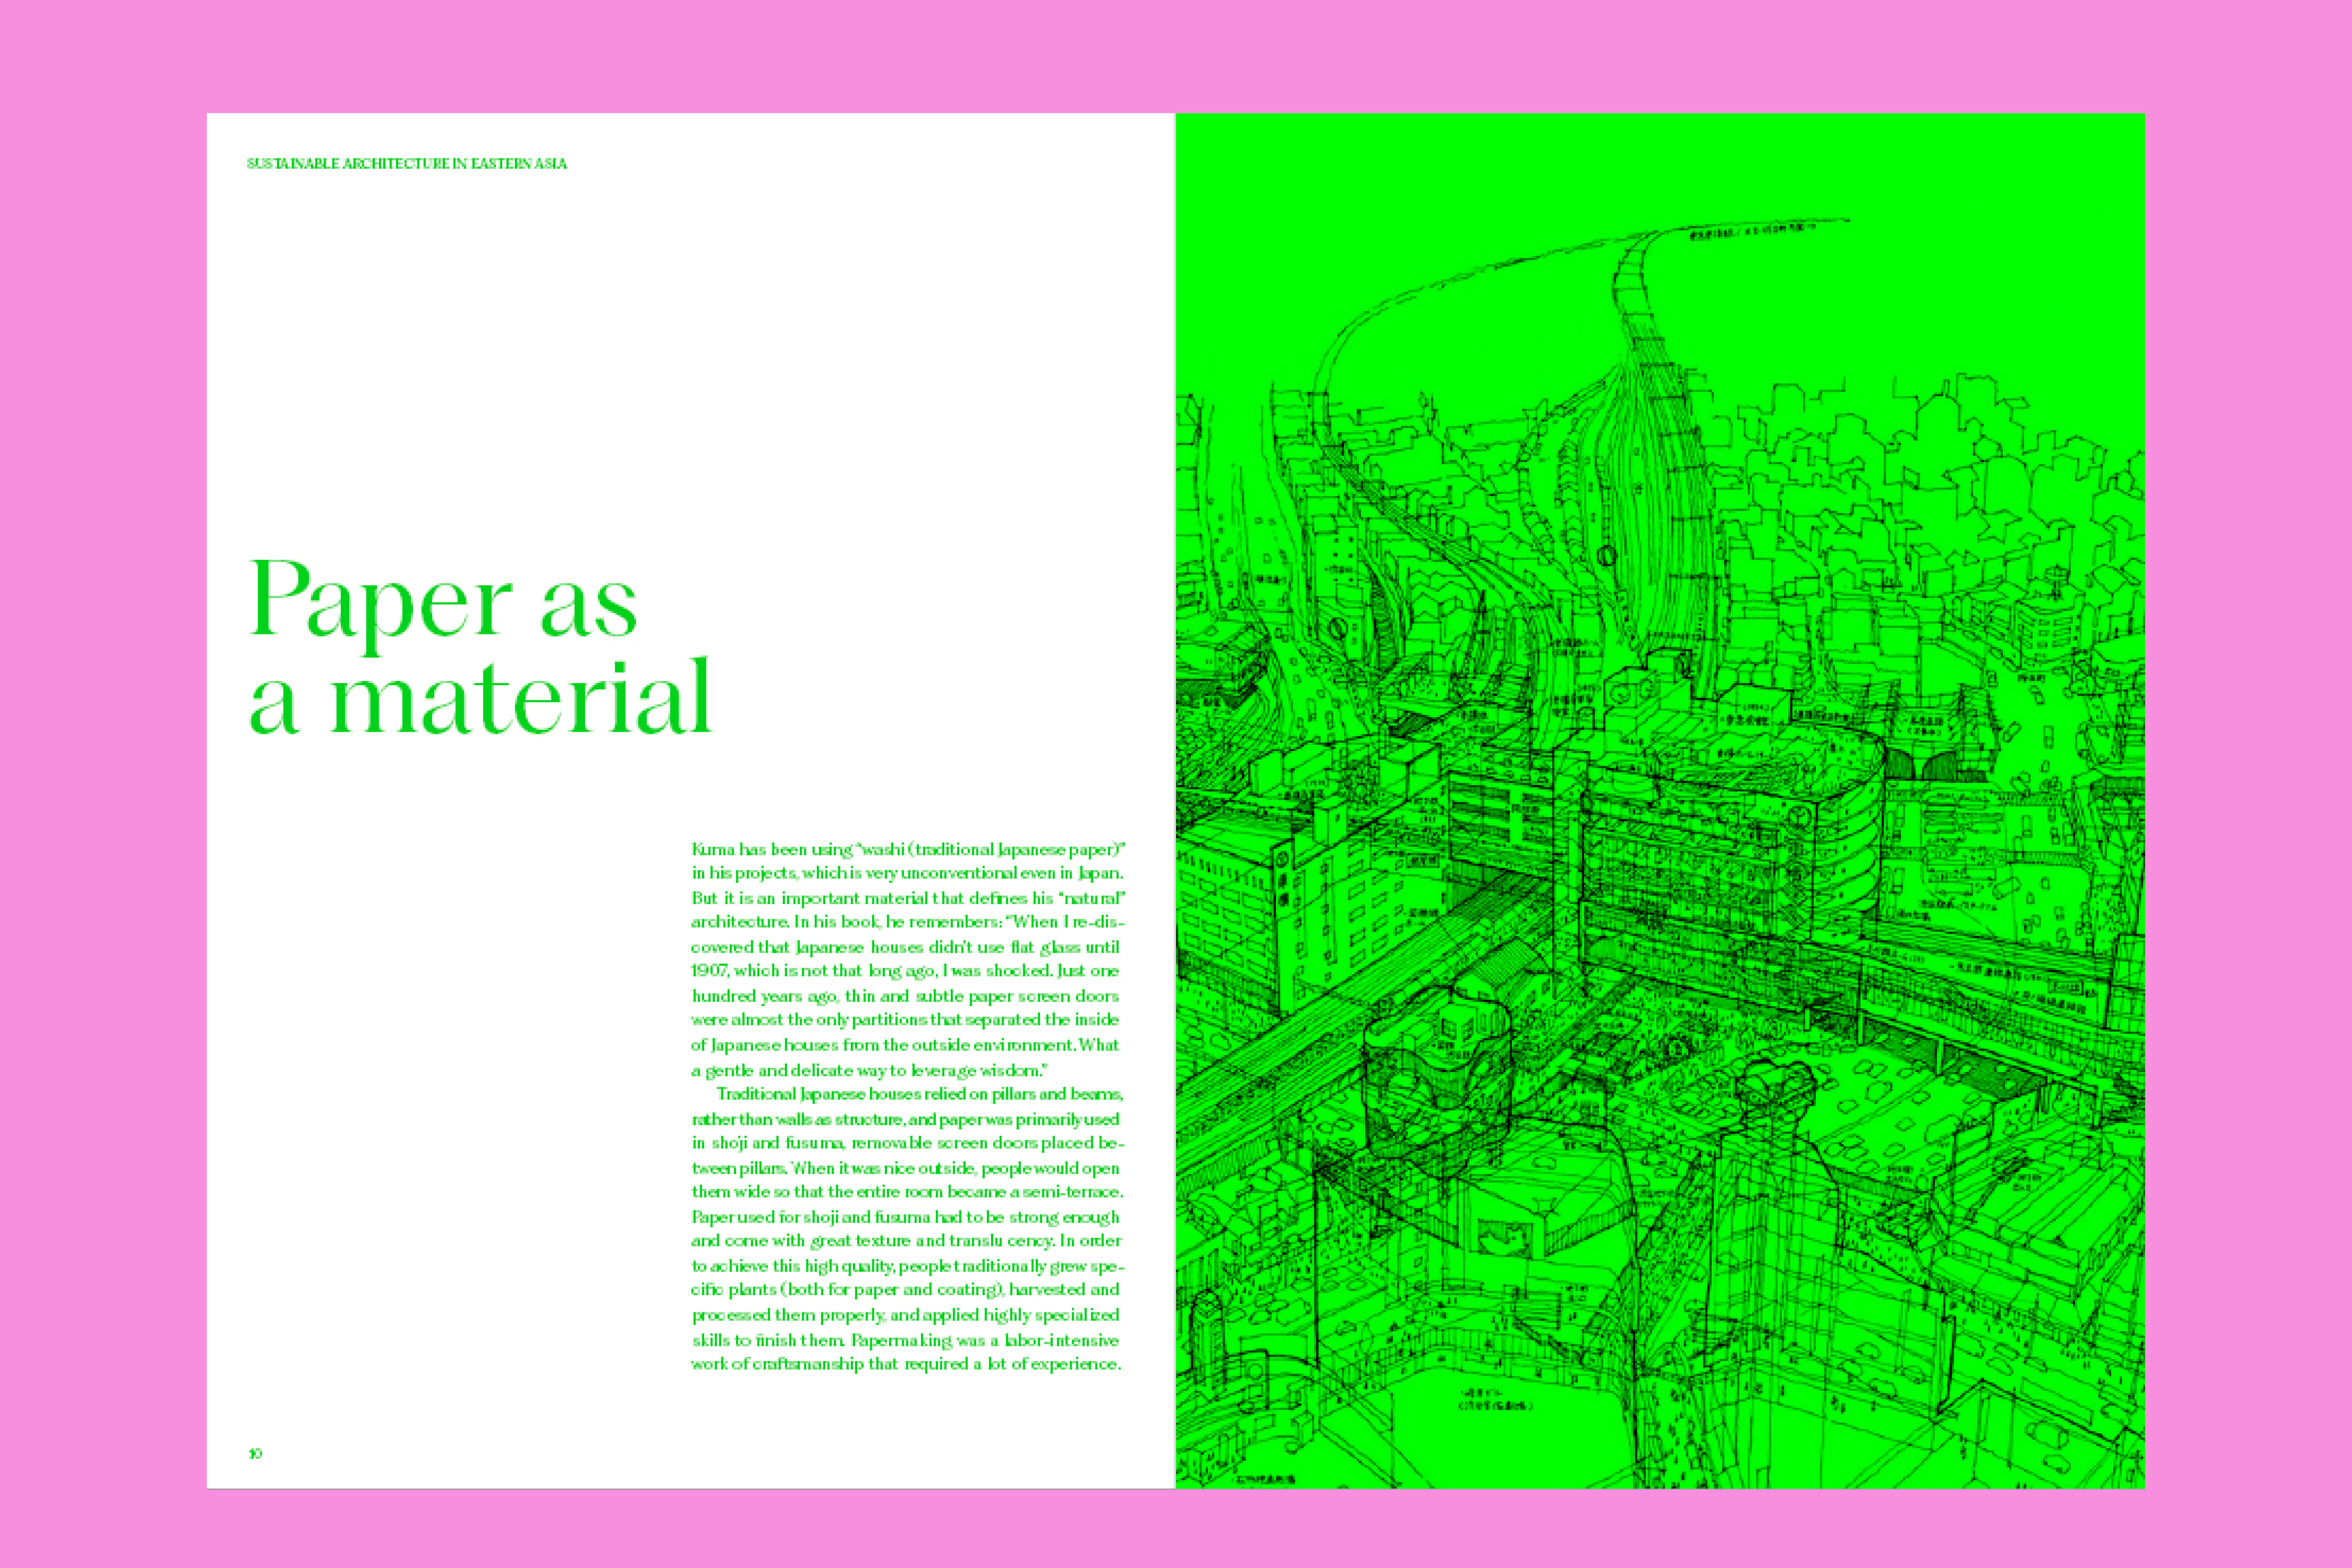 SUSTAINABLE ARCHITECTURE IN EASTERN ASIA
Paper as
a material
Kuma has been using “washi (traditional Japanese paper)”
in his projects, which is very unconventional even in Japan.
But it is an important material that defines his “natural”
architecture. In his book, he remembers: “When I re-dis-
covered that Japanese houses didn’t use flat glass until
1907, which is not that long ago, I was shocked. Just one
hundred years ago, thin and subtle paper screen doors
were almost the only partitions that separated the inside
of Japanese houses from the outside environment. What
a gentle and delicate way to leverage wisdom.”
Traditional Japanese houses relied on pillars and beams,
rather than walls as structure, and paper was primarily used
in shoji and fusuma, removable screen doors placed be-
tween pillars. When it was nice outside, people would open
them wide so that the entire room became a semi-terrace.
Paper used for shoji and fusuma had to be strong enough
and come with great texture and translu cency. In order
to achieve this high quality, people traditionally grew spe-
cific plants (both for paper and coating), harvested and
processed them properly, and applied highly specialized
skills to finish them. Papermaking was a labor-intensive
work of craftsmanship that required a lot of experience.
10